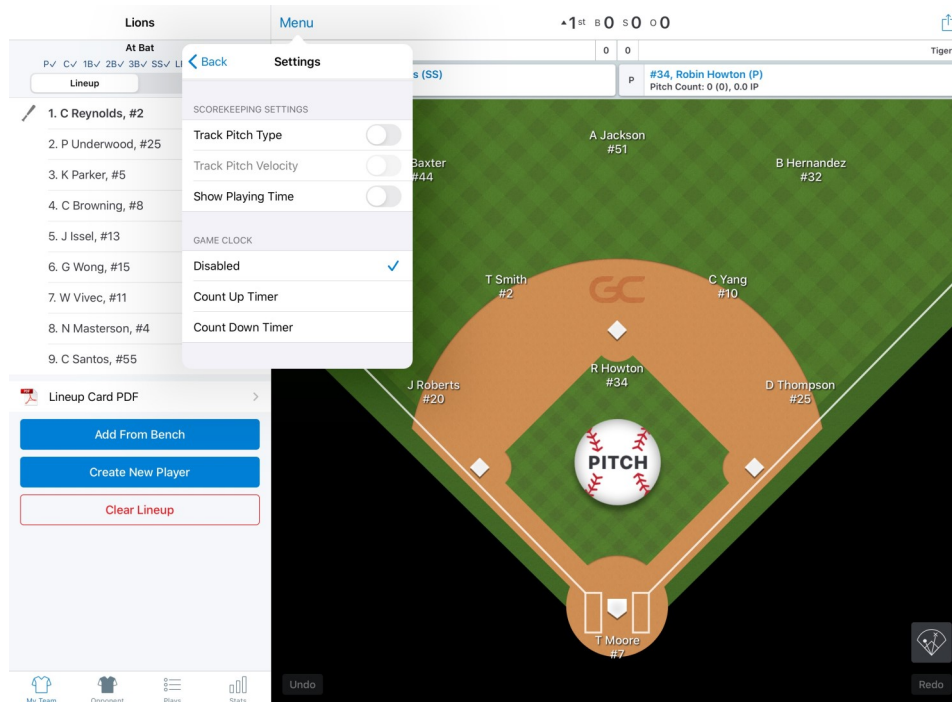 Lions
Menu
▲1st B 0 S 0 O 0
At Bat
P✓ C✓ 1B✓ 2B✓ 3B✓ SS✓
Lineup
0 0
Tiger
Back
Settings
s (SS)
P
#34, Robin Howton (P)
Pitch Count: 0 (0), 0.0 IP
1. C Reynolds, #2
2. P Underwood, #25
3. K Parker, #5
4. C Browning, #8
5. J Issel, #13
6. G Wong, #15
7. W Vivec, #11
8. N Masterson, #4
9. C Santos, #55
SCOREKEEPING SETTINGS
Track Pitch Type
Track Pitch Velocity
Show Playing Time
GAME CLOCK
Disabled
Count Up Timer
Count Down Timer
Lineup Card PDF
Add From Bench
Create New Player
Clear Lineup
A Jackson
#51
Baxter
#44
B Hernandez
#32
T Smith
#2
GC
C Yang
#10
R Howton
#34
J Roberts
#20
D Thompson
#25
PITCH
T Moore
#7
Undo
Redo
My Team
Opponent
Plays
Stats